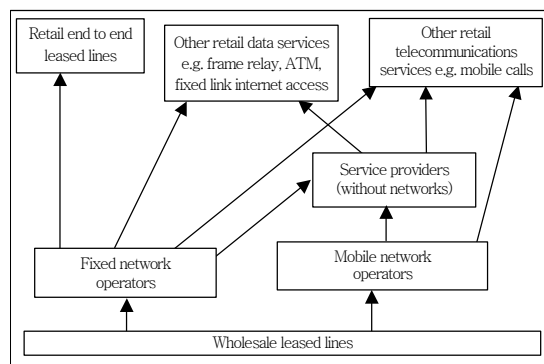 Retail end to end
leased lines
Other retail data services
e.g. frame relay, ATM,
fixed link internet access
Other retail
telecommunications
services e.g. mobile calls
Service providers
(without networks)
Fixed network
operators
Mobile network
operators
Wholesale leased lines